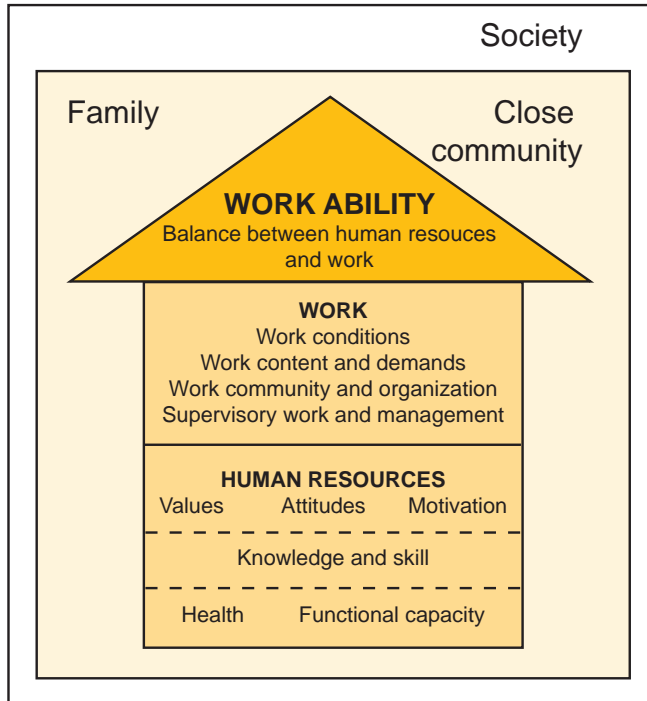 Society
Family
Close
community
WORK ABILITY
Balance between human resouces
and work
WORK
Work conditions
Work content and demands
Work community and organization
Supervisory work and management
HUMAN RESOURCES
Values Attitudes Motivation
Knowledge and skill
Health Functional capacity